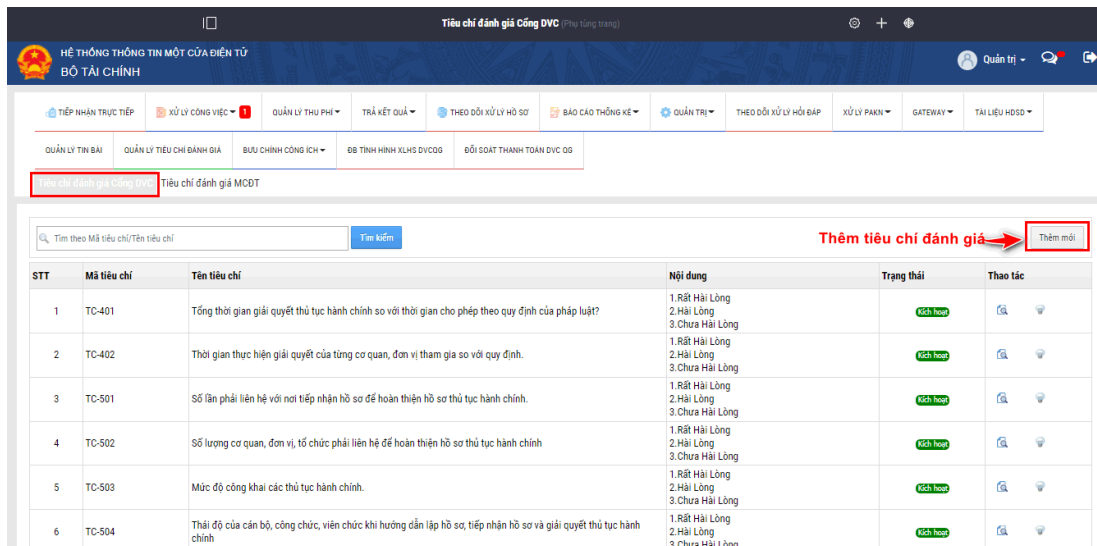 Tiêu chí đánh giá Cổng DVC (Phụ tùng trang)
HỆ THỐNG THÔNG TIN MỘT CỬA ĐIỆN TỬ
BỘ TÀI CHÍNH
Quản trị
TIẾP NHẬN TRỰC TIẾP XỬ LÝ CÔNG VIỆC 1 QUẢN LÝ THU PHÍ TRẢ KẾT QUẢ THEO DÕI XỬ LÝ HỒ SƠ BÁO CÁO THỐNG KÊ QUẢN TRỊ THEO DÕI XỬ LÝ HỎI ĐÁP XỬ LÝ PAKN GATEWAY TÀI LIỆU HDSD
QUẢN LÝ TIN BÀI QUẢN LÝ TIÊU CHÍ ĐÁNH GIÁ BƯU CHÍNH CÔNG ÍCH ĐB TÌNH HÌNH XLHS DVCQG ĐỐI SOÁT THANH TOÁN DVC QG
Tiêu chí đánh giá Cổng DVC Tiêu chí đánh giá MCĐT
Tìm theo Mã tiêu chí/Tên tiêu chí Tìm kiếm Thêm tiêu chí đánh giá Thêm mới
STT Mã tiêu chí Tên tiêu chí Nội dung Trạng thái Thao tác
1 TC-401 Tổng thời gian giải quyết thủ tục hành chính so với thời gian cho phép theo quy định của pháp luật? Kích hoạt
1.Rất Hài Lòng
2.Hài Lòng
3.Chưa Hài Lòng
2 TC-402 Thời gian thực hiện giải quyết của từng cơ quan, đơn vị tham gia so với quy định. Kích hoạt
1.Rất Hài Lòng
2.Hài Lòng
3.Chưa Hài Lòng
3 TC-501 Số lần phải liên hệ với nơi tiếp nhận hồ sơ để hoàn thiện hồ sơ thủ tục hành chính. Kích hoạt
1.Rất Hài Lòng
2.Hài Lòng
3.Chưa Hài Lòng
4 TC-502 Số lượng cơ quan, đơn vị, tổ chức phải liên hệ để hoàn thiện hồ sơ thủ tục hành chính Kích hoạt
1.Rất Hài Lòng
2.Hài Lòng
3.Chưa Hài Lòng
5 TC-503 Mức độ công khai các thủ tục hành chính. Kích hoạt
1.Rất Hài Lòng
2.Hài Lòng
3.Chưa Hài Lòng
6 TC-504 Thái độ của cán bộ, công chức, viên chức khi hướng dẫn lập hồ sơ, tiếp nhận hồ sơ và giải quyết thủ tục hành
chính Kích hoạt
1.Rất Hài Lòng
2.Hài Lòng
3.Chưa Hài Lòng